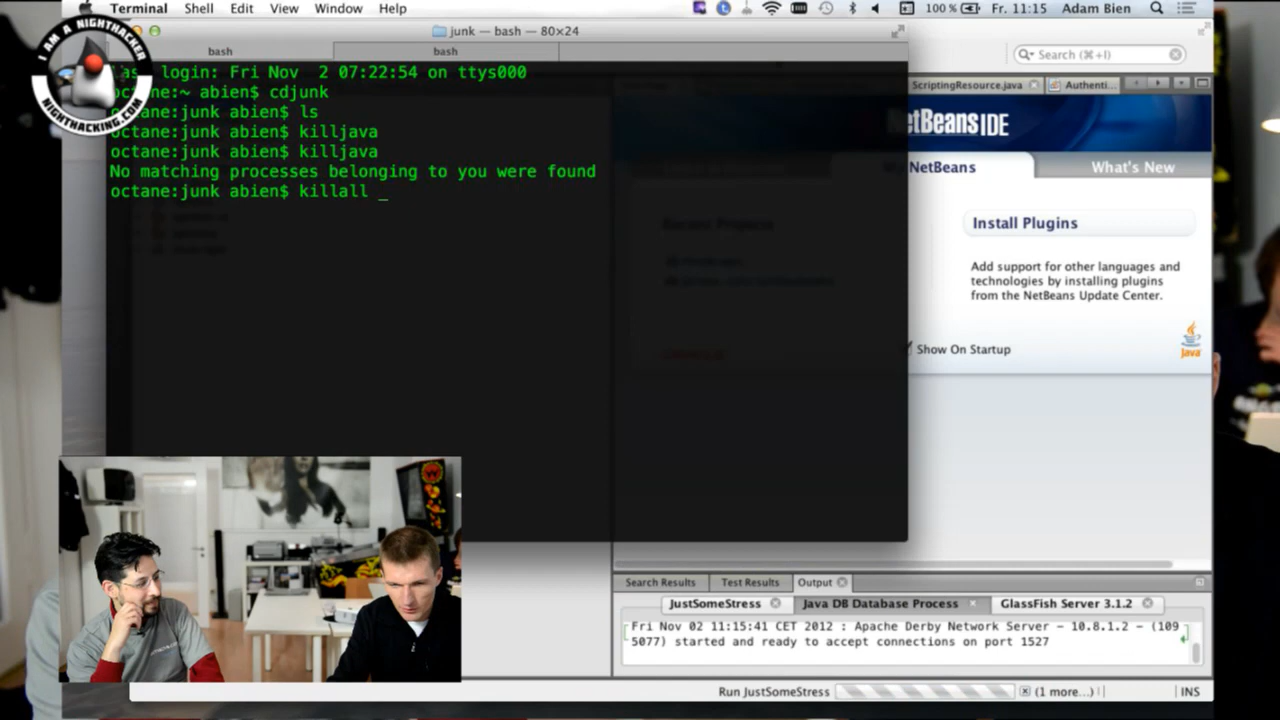 Terminal Shell Edit View Window Help 100% Fr. 11:15 Adam Bien
I AM A NIGHTHACKER
NIGHTHACKING.COM
junk — bash — 80×24
bash bash
Search (⌘+I)
login: Fri Nov 2 07:22:54 on ttys000
octane:~ abien$ cdjunk
octane:junk abien$ ls
octane:junk abien$ killjava
octane:junk abien$ killjava
No matching processes belonging to you were found
octane:junk abien$ killall _
ScriptingResource.java Authenti...
NetBeans IDE
My NetBeans What's New
Install Plugins
Add support for other languages and
technologies by installing plugins
from the NetBeans Update Center.
Show On Startup
Java
Search Results Test Results Output
JustSomeStress Java DB Database Process GlassFish Server 3.1.2
Fri Nov 02 11:15:41 CET 2012 : Apache Derby Network Server - 10.8.1.2 - (109
5077) started and ready to accept connections on port 1527
Run JustSomeStress (1 more...) INS